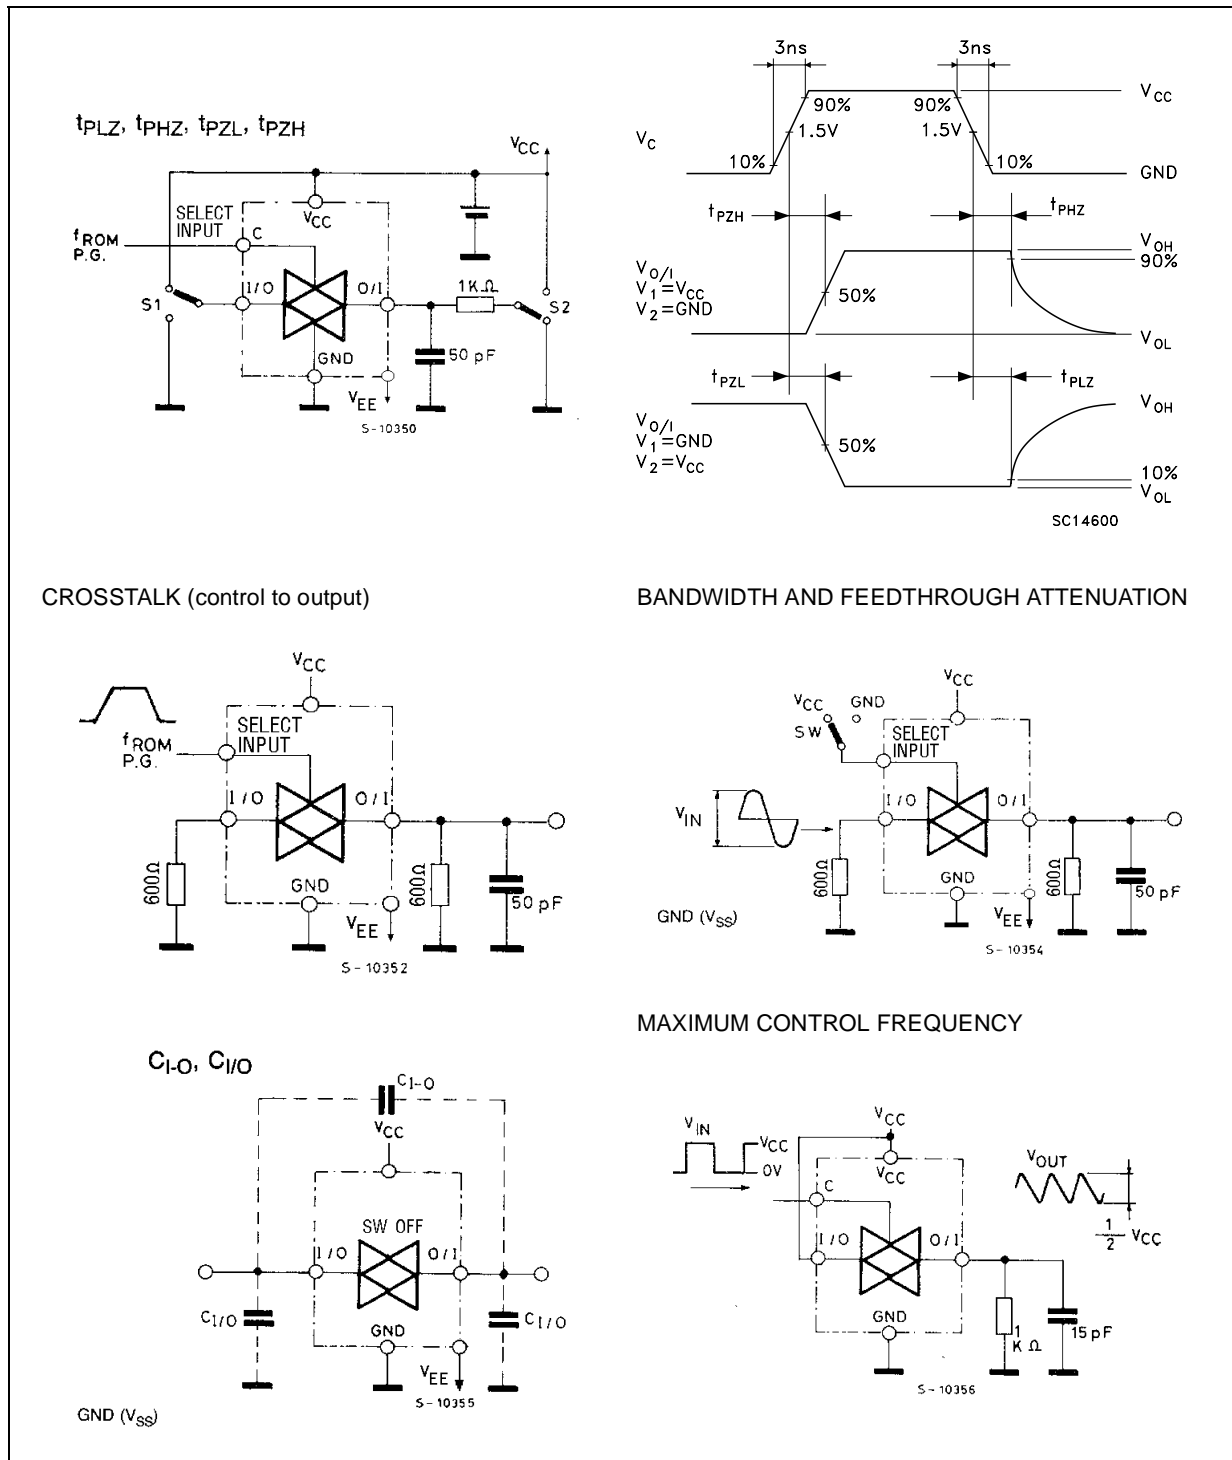 tPLZ, tPHZ, tPZL, tPZH
VCC
SELECT
INPUT
VCC
C
fROM
P.G.
I/O
O/I
1KΩ
S1
S2
50 pF
GND
VEE
S-10350
3ns
3ns
VCC
90%
90%
VC
1.5V
1.5V
10%
10%
GND
tPZH
tPHZ
VOH
90%
VO/I
V1=VCC
V2=GND
50%
VOL
tPZL
tPLZ
VOH
VO/I
V1=GND
V2=VCC
50%
10%
VOL
SC14600
CROSSTALK (control to output)
VCC
SELECT
INPUT
fROM
P.G.
I/O
O/I
600Ω
GND
600Ω
50 pF
VEE
S-10352
BANDWIDTH AND FEEDTHROUGH ATTENUATION
VCC
VCC
GND
SW
SELECT
INPUT
I/O
O/I
VIN
600Ω
GND
600Ω
50 pF
GND (VSS)
VEE
S-10354
CI-O, CI/O
CI-O
VCC
SW OFF
I/O
O/I
CI/O
GND
CI/O
VEE
S-10355
GND (VSS)
MAXIMUM CONTROL FREQUENCY
VIN
VCC
0V
VCC
VCC
C
VOUT
1/2 VCC
I/O
O/I
GND
1
KΩ
15pF
S-10356